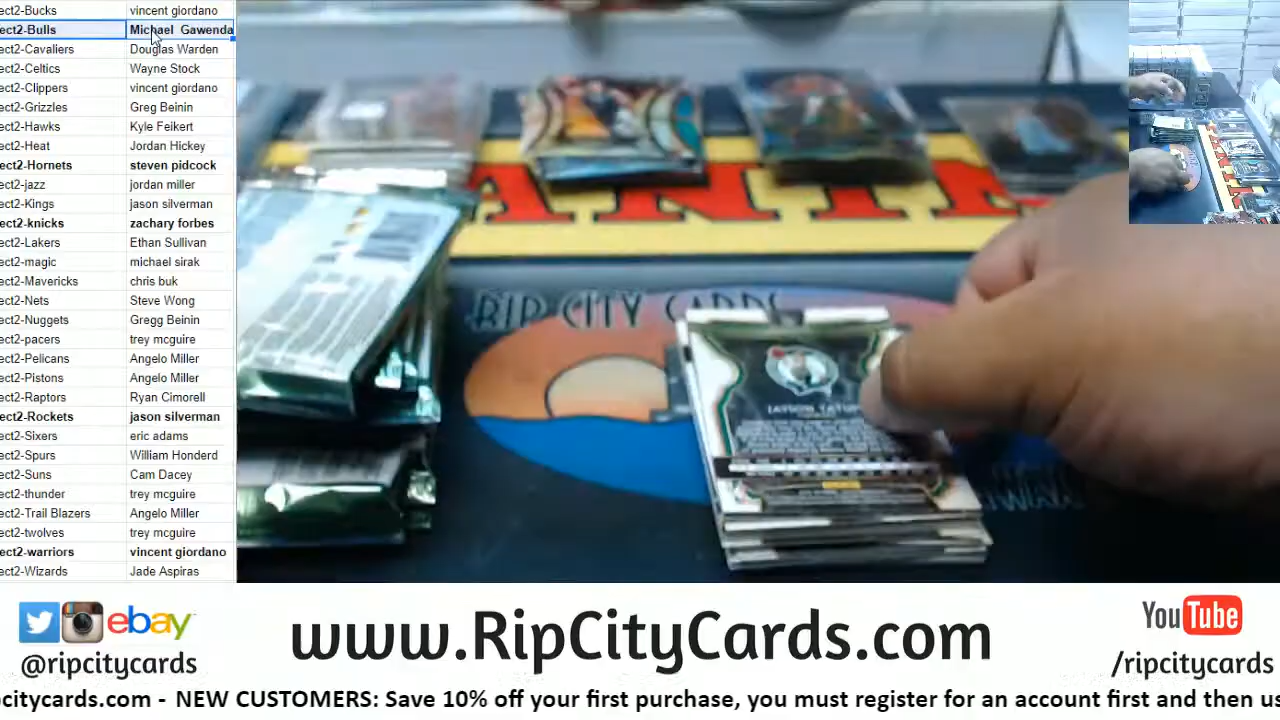 ect2-Bucks vincent giordano
ect2-Bulls Michael Gawenda
ect2-Cavaliers Douglas Warden
ect2-Celtics Wayne Stock
ect2-Clippers vincent giordano
ect2-Grizzles Greg Beinin
ect2-Hawks Kyle Feikert
ect2-Heat Jordan Hickey
ect2-Hornets steven pidcock
ect2-jazz jordan miller
ect2-Kings jason silverman
ect2-knicks zachary forbes
ect2-Lakers Ethan Sullivan
ect2-magic michael sirak
ect2-Mavericks chris buk
ect2-Nets Steve Wong
ect2-Nuggets Gregg Beinin
ect2-pacers trey mcguire
ect2-Pelicans Angelo Miller
ect2-Pistons Angelo Miller
ect2-Raptors Ryan Cimorell
ect2-Rockets jason silverman
ect2-Sixers eric adams
ect2-Spurs William Honderd
ect2-Suns Cam Dacey
ect2-thunder trey mcguire
ect2-Trail Blazers Angelo Miller
ect2-twolves trey mcguire
ect2-warriors vincent giordano
ect2-Wizards Jade Aspiras
ANINI
RIP CITY CARDS
JAYSON TATUM
ebay
@ripcitycards
www.RipCityCards.com
YouTube
/ripcitycards
pcitycards.com - NEW CUSTOMERS: Save 10% off your first purchase, you must register for an account first and then us